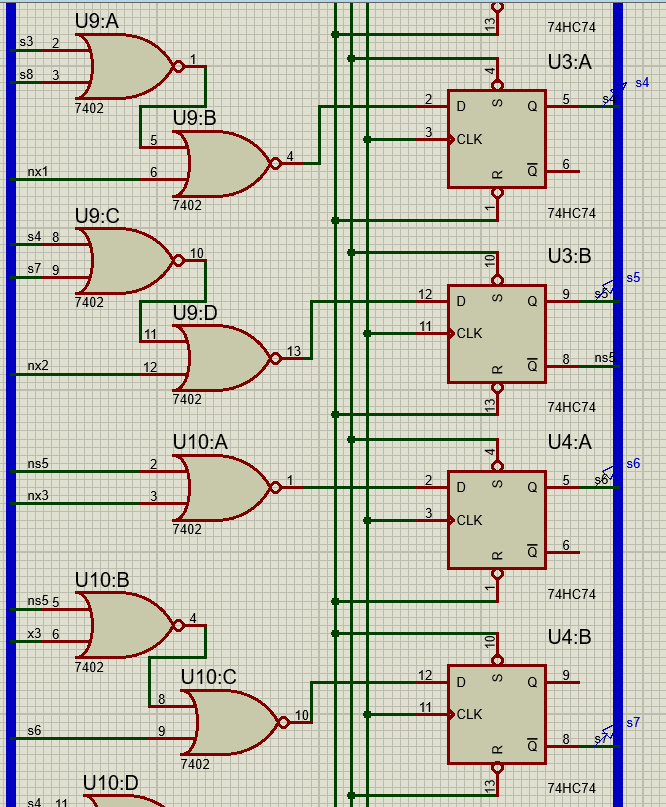 U9:A
s3 2
1
s8 3
7402
U9:B
5
4
nx1 6
7402
U9:C
s4 8
10
s7 9
7402
U9:D
11
13
nx2 12
7402
U10:A
ns5 2
1
nx3 3
7402
U10:B
ns5 5
4
x3 6
7402
U10:C
8
10
s6 9
7402
U10:D
s4 11
13
74HC74
U3:A
4
S
2 D Q 5 s4
s4
3 CLK
Q 6
R
1
74HC74
U3:B
10
S
12 D Q 9 s5
s5
11 CLK
Q 8 ns5
R
13
74HC74
U4:A
4
S
2 D Q 5 s6
s6
3 CLK
Q 6
R
1
74HC74
U4:B
10
S
12 D Q 9
11 CLK
Q 8 s7
s7
R
13
74HC74